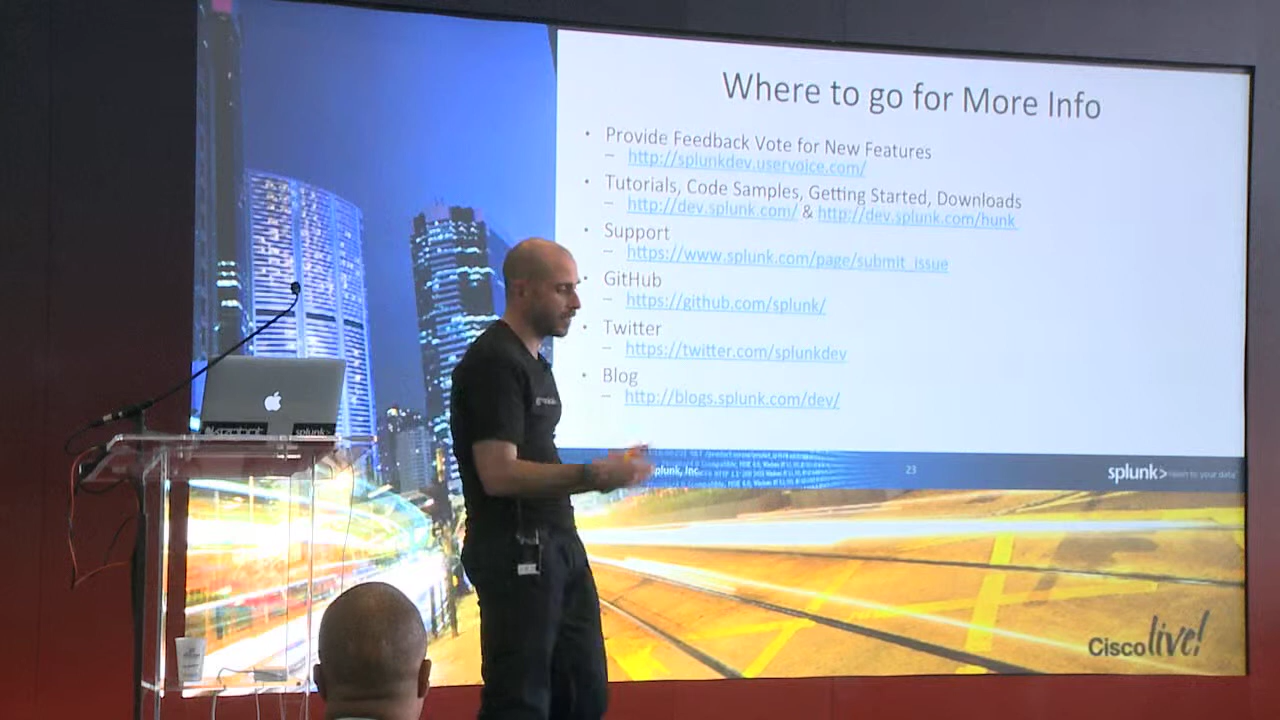 Where to go for More Info
• Provide Feedback Vote for New Features
– http://splunkdev.uservoice.com/
• Tutorials, Code Samples, Getting Started, Downloads
– http://dev.splunk.com/ & http://dev.splunk.com/hunk
• Support
– https://www.splunk.com/page/submit_issue
• GitHub
– https://github.com/splunk/
• Twitter
– https://twitter.com/splunkdev
• Blog
– http://blogs.splunk.com/dev/
Splunk, Inc.
23
splunk>
Cisco live!
splunk>